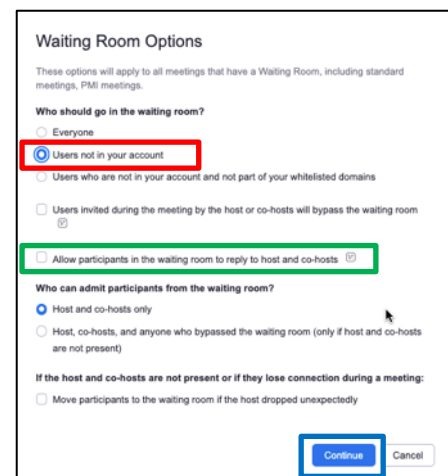 Waiting Room Options
These options will apply to all meetings that have a Waiting Room, including standard
meetings, PMI meetings.
Who should go in the waiting room?
Everyone
Users not in your account
Users who are not in your account and not part of your whitelisted domains
Users invited during the meeting by the host or co-hosts will bypass the waiting room
Allow participants in the waiting room to reply to host and co-hosts
Who can admit participants from the waiting room?
Host and co-hosts only
Host, co-hosts, and anyone who bypassed the waiting room (only if host and co-hosts
are not present)
If the host and co-hosts are not present or if they lose connection during a meeting:
Move participants to the waiting room if the host dropped unexpectedly
Continue Cancel